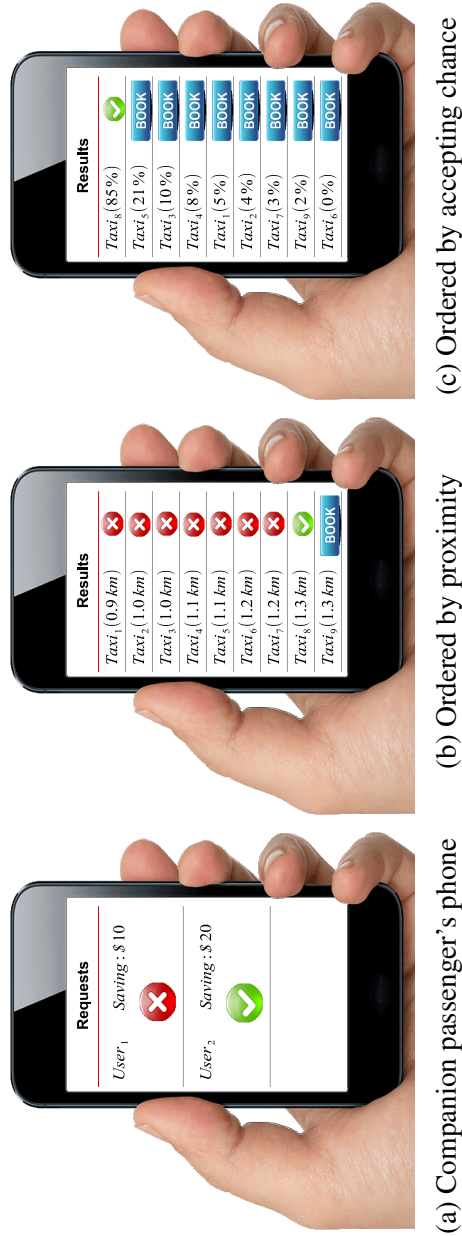 Requests
User1 Saving : $ 10
User2 Saving : $ 20
(a) Companion passenger's phone
Results
Taxi1 (0.9 km)
Taxi2 (1.0 km)
Taxi3 (1.0 km)
Taxi4 (1.1 km)
Taxi5 (1.1 km)
Taxi6 (1.2 km)
Taxi7 (1.2 km)
Taxi8 (1.3 km)
Taxi9 (1.3 km) BOOK
(b) Ordered by proximity
Results
Taxi8 (85 %)
Taxi5 (21 %) BOOK
Taxi3 (10 %) BOOK
Taxi4 (8 %) BOOK
Taxi1 (5 %) BOOK
Taxi2 (4 %) BOOK
Taxi7 (3 %) BOOK
Taxi9 (2 %) BOOK
Taxi6 (0 %) BOOK
(c) Ordered by accepting chance